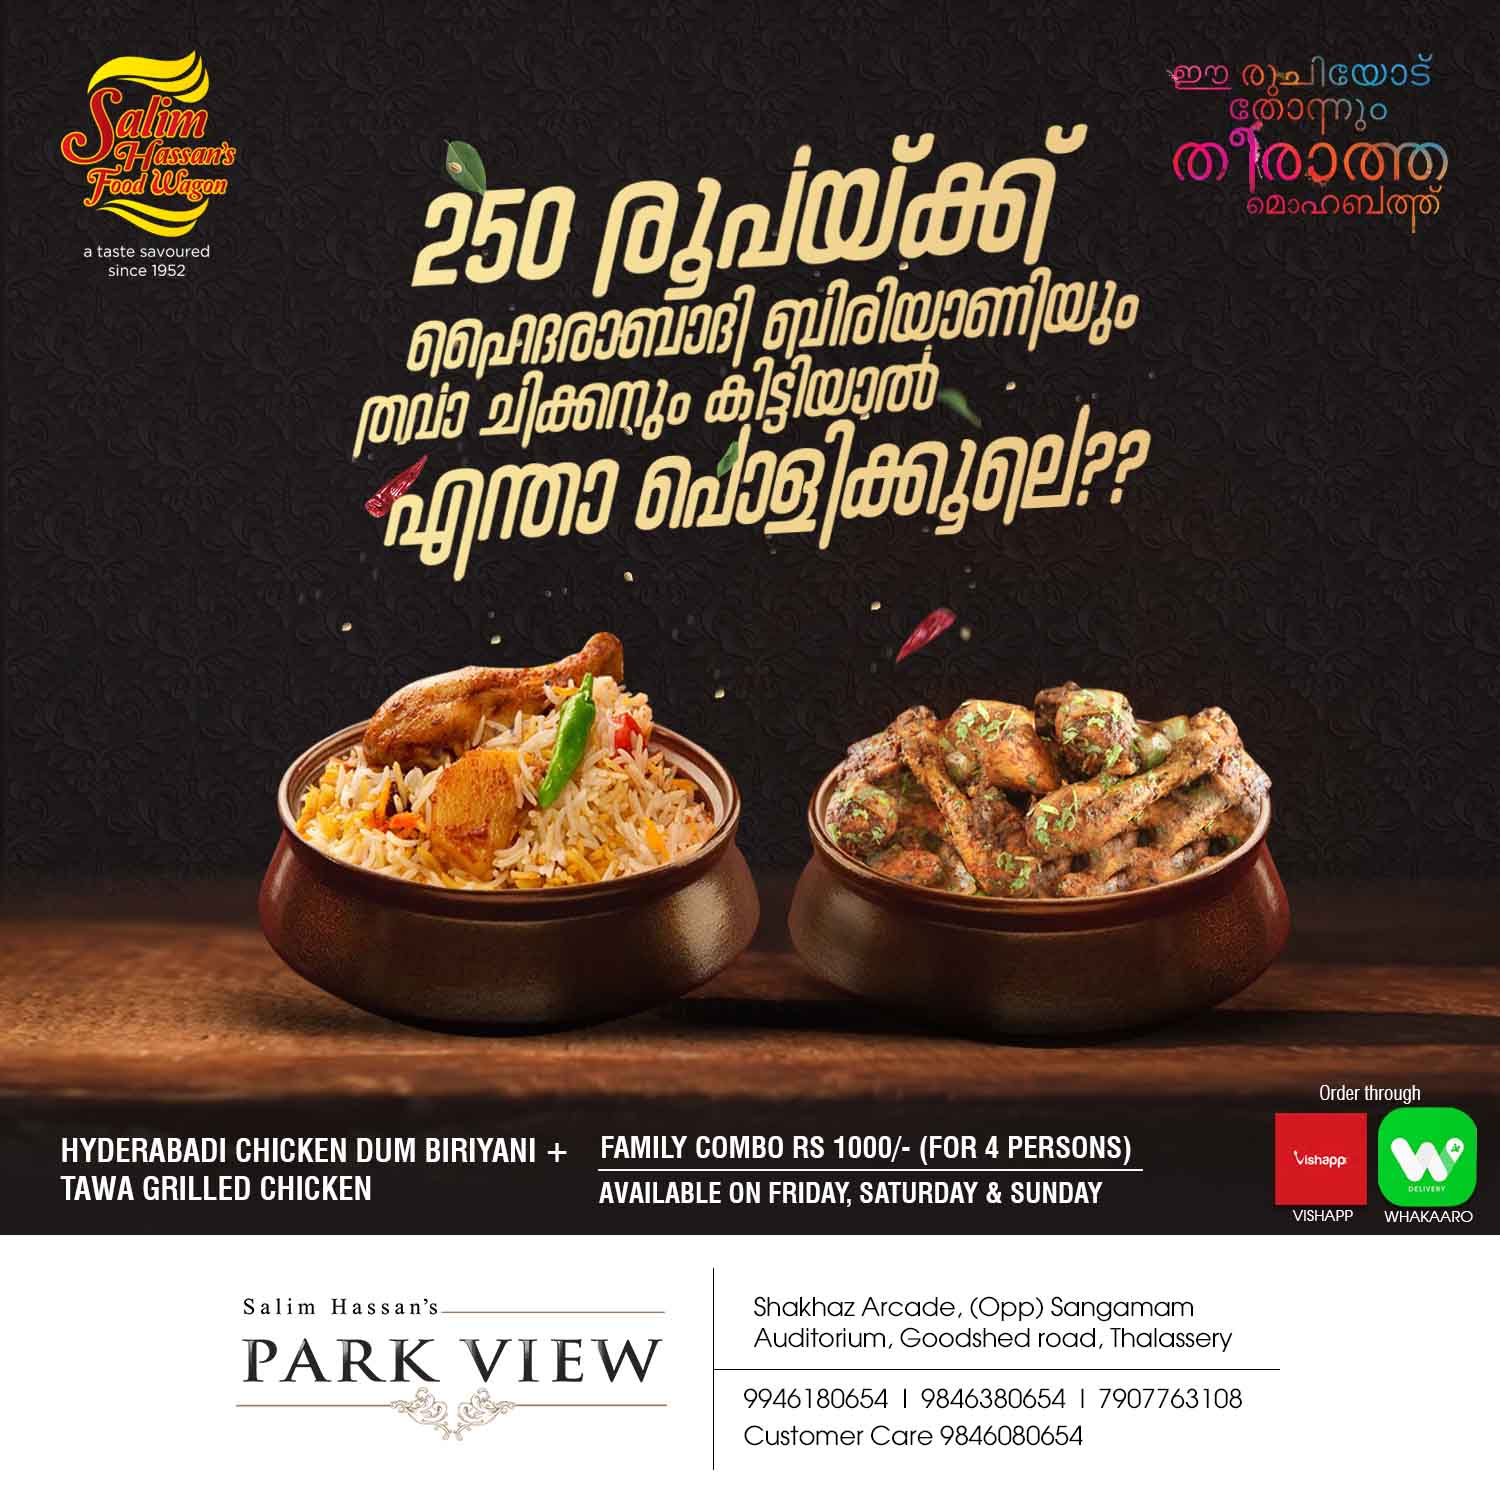 Salim
Hassan's
Food Wagon
a taste savoured
since 1952
ഈ രുചിയോട്
തോന്നും
തീരാത്ത
മൊഹബത്ത്
250 രൂപയ്ക്ക്
ഹൈദരാബാദി ബിരിയാണിയും
തവാ ചിക്കനും കിട്ടിയാൽ
എന്താ പൊളിക്കൂലെ??
HYDERABADI CHICKEN DUM BIRIYANI +
TAWA GRILLED CHICKEN
FAMILY COMBO RS 1000/- (FOR 4 PERSONS)
AVAILABLE ON FRIDAY, SATURDAY & SUNDAY
Order through
Vishapp
VISHAPP
W
DELIVERY
WHAKAARO
Salim Hassan's
PARK VIEW
Shakhaz Arcade, (Opp) Sangamam
Auditorium, Goodshed road, Thalassery
9946180654 | 9846380654 | 7907763108
Customer Care 9846080654